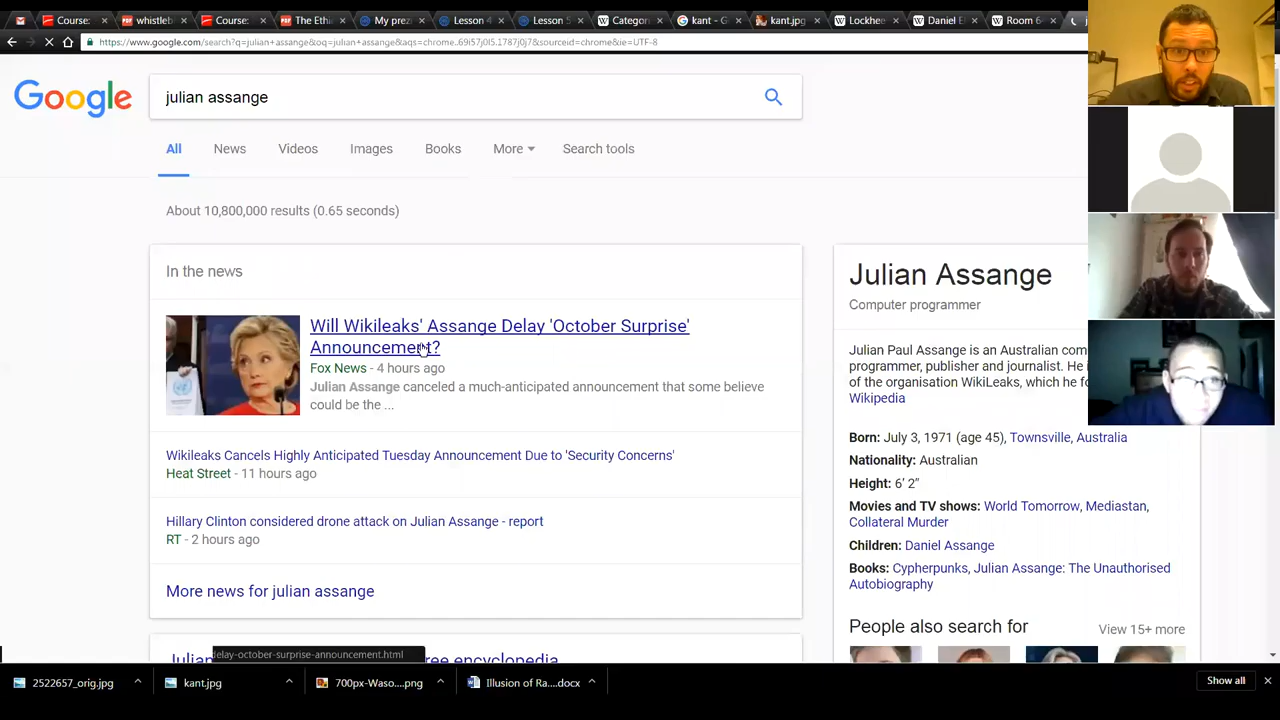 Course:
whistleb
Course:
The Ethi
My prez
Lesson 4
Lesson 5
Categori
kant - G
kant.jpg
Lockhee
Daniel El
Room 64
https://www.google.com/search?q=julian+assange&oq=julian+assange&aqs=chrome..69i57j0l5.1787j0j7&sourceid=chrome&ie=UTF-8
Google
julian assange
All News Videos Images Books More Search tools
About 10,800,000 results (0.65 seconds)
In the news
Will Wikileaks' Assange Delay 'October Surprise'
Announcement?
Fox News - 4 hours ago
Julian Assange canceled a much-anticipated announcement that some believe
could be the ...
Wikileaks Cancels Highly Anticipated Tuesday Announcement Due to 'Security Concerns'
Heat Street - 11 hours ago
Hillary Clinton considered drone attack on Julian Assange - report
RT - 2 hours ago
More news for julian assange
Julian Assange
Computer programmer
Julian Paul Assange is an Australian com
programmer, publisher and journalist. He
of the organisation WikiLeaks, which he fo
Wikipedia
Born: July 3, 1971 (age 45), Townsville, Australia
Nationality: Australian
Height: 6′ 2″
Movies and TV shows: World Tomorrow, Mediastan,
Collateral Murder
Children: Daniel Assange
Books: Cypherpunks, Julian Assange: The Unauthorised
Autobiography
People also search for View 15+ more
delay-october-surprise-announcement.html
2522657_orig.jpg
kant.jpg
700px-Waso....png
Illusion of Ra....docx
Show all